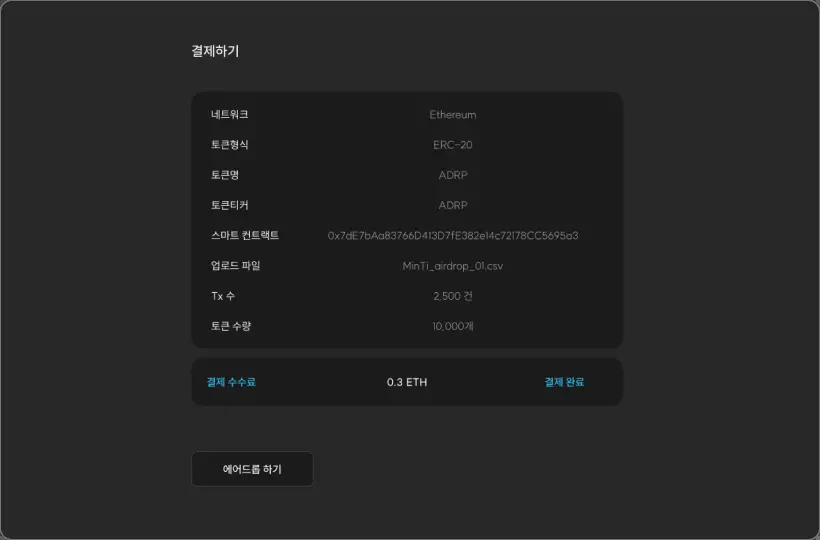 결제하기
네트워크 Ethereum
토큰형식 ERC-20
토큰명 ADRP
토큰티커 ADRP
스마트 컨트랙트 0x7dE7bAa83766D413D7fE382e14c72178CC5695a3
업로드 파일 MinTi_airdrop_01.csv
Tx 수 2,500 건
토큰 수량 10,000개
결제 수수료 0.3 ETH 결제 완료
에어드롭 하기